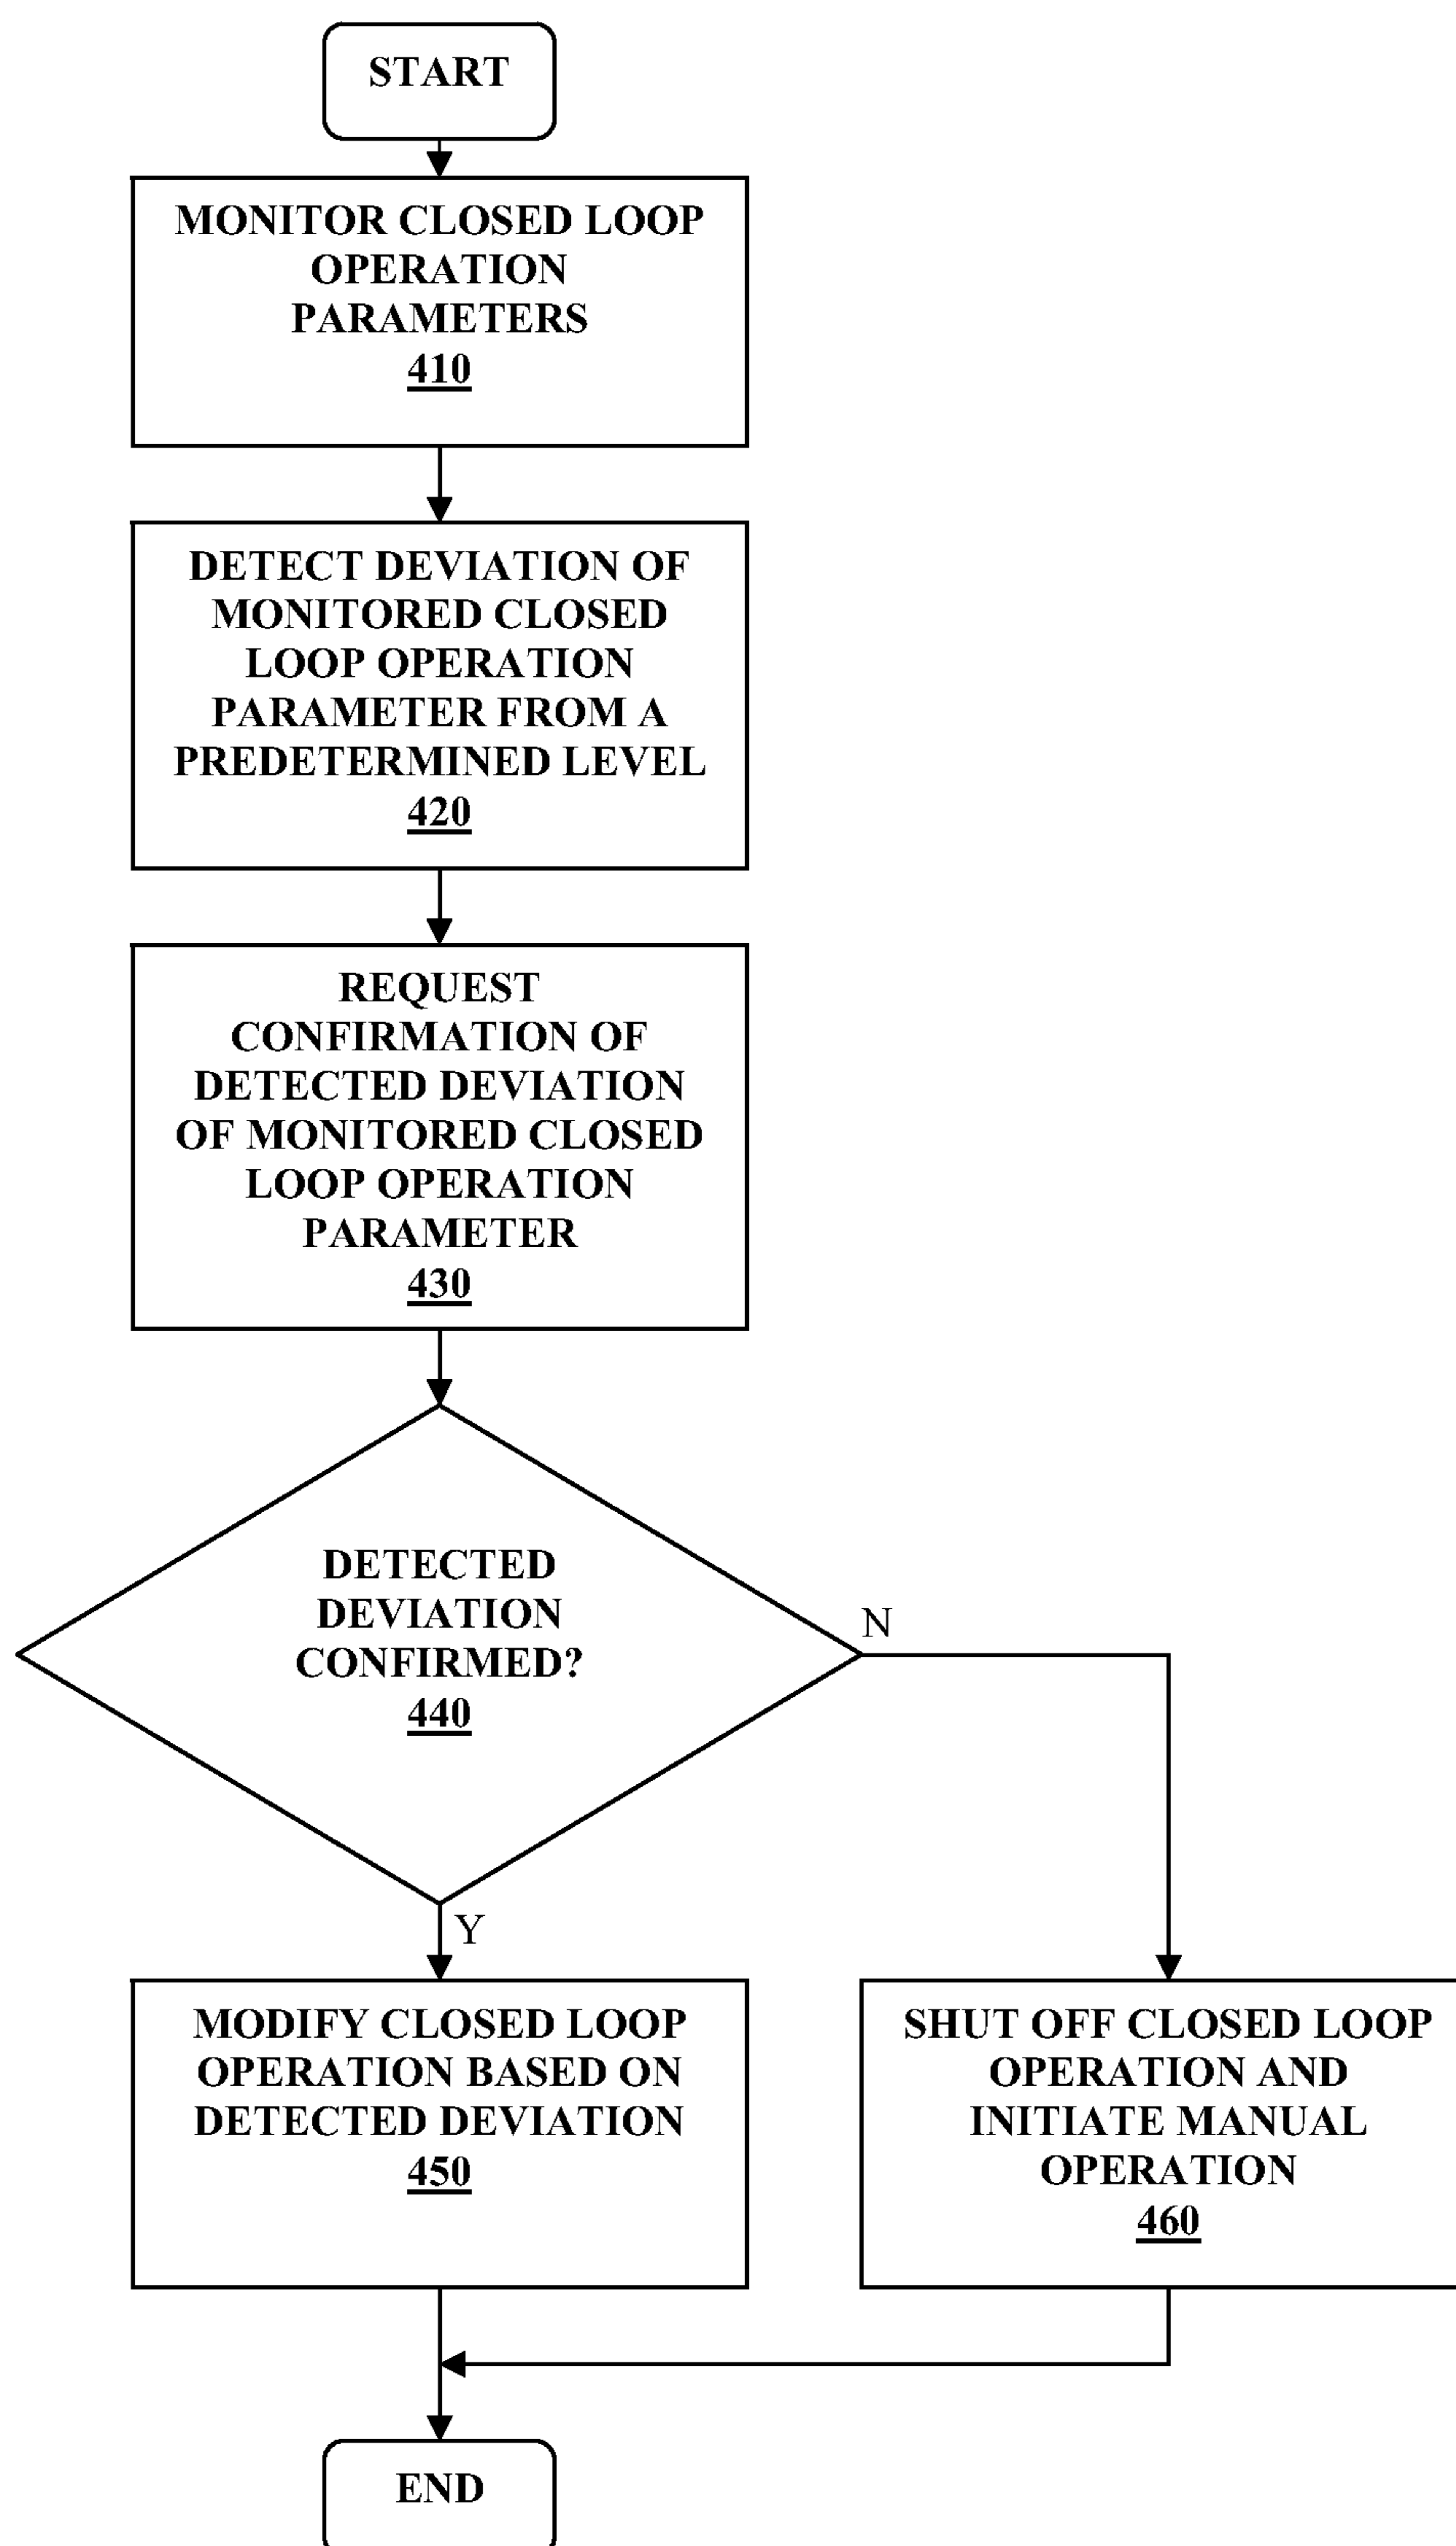 START
MONITOR CLOSED LOOP
OPERATION
PARAMETERS
410
DETECT DEVIATION OF
MONITORED CLOSED
LOOP OPERATION
PARAMETER FROM A
PREDETERMINED LEVEL
420
REQUEST
CONFIRMATION OF
DETECTED DEVIATION
OF MONITORED CLOSED
LOOP OPERATION
PARAMETER
430
DETECTED
DEVIATION
CONFIRMED?
440
N
Y
MODIFY CLOSED LOOP
OPERATION BASED ON
DETECTED DEVIATION
450
SHUT OFF CLOSED LOOP
OPERATION AND
INITIATE MANUAL
OPERATION
460
END